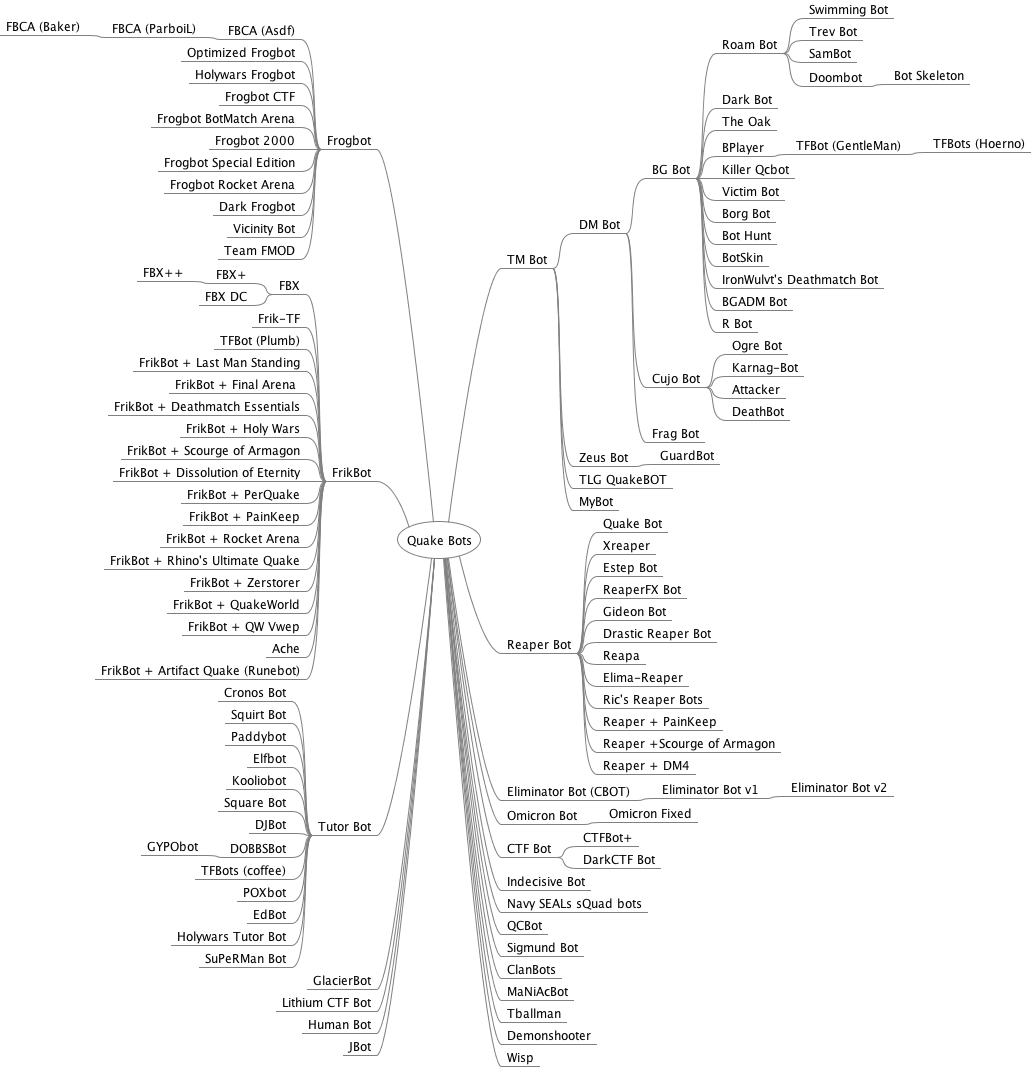 Quake Bots
Frogbot
FBCA (Asdf)
FBCA (ParboiL)
FBCA (Baker)
Optimized Frogbot
Holywars Frogbot
Frogbot CTF
Frogbot BotMatch Arena
Frogbot 2000
Frogbot Special Edition
Frogbot Rocket Arena
Dark Frogbot
Vicinity Bot
Team FMOD
FrikBot
FBX
FBX+
FBX++
FBX DC
Frik-TF
TFBot (Plumb)
FrikBot + Last Man Standing
FrikBot + Final Arena
FrikBot + Deathmatch Essentials
FrikBot + Holy Wars
FrikBot + Scourge of Armagon
FrikBot + Dissolution of Eternity
FrikBot + PerQuake
FrikBot + PainKeep
FrikBot + Rocket Arena
FrikBot + Rhino's Ultimate Quake
FrikBot + Zerstorer
FrikBot + QuakeWorld
FrikBot + QW Vwep
Ache
FrikBot + Artifact Quake (Runebot)
Tutor Bot
Cronos Bot
Squirt Bot
Paddybot
Elfbot
Kooliobot
Square Bot
DJBot
DOBBSBot
GYPObot
TFBots (coffee)
POXbot
EdBot
Holywars Tutor Bot
SuPeRMan Bot
GlacierBot
Lithium CTF Bot
Human Bot
JBot
TM Bot
DM Bot
BG Bot
Roam Bot
Swimming Bot
Trev Bot
SamBot
Doombot
Bot Skeleton
Dark Bot
The Oak
BPlayer
TFBot (GentleMan)
TFBots (Hoerno)
Killer Qcbot
Victim Bot
Borg Bot
Bot Hunt
BotSkin
IronWulvt's Deathmatch Bot
BGADM Bot
R Bot
Cujo Bot
Ogre Bot
Karnag-Bot
Attacker
DeathBot
Frag Bot
Zeus Bot
GuardBot
TLG QuakeBOT
MyBot
Reaper Bot
Quake Bot
Xreaper
Estep Bot
ReaperFX Bot
Gideon Bot
Drastic Reaper Bot
Reapa
Elima-Reaper
Ric's Reaper Bots
Reaper + PainKeep
Reaper +Scourge of Armagon
Reaper + DM4
Eliminator Bot (CBOT)
Eliminator Bot v1
Eliminator Bot v2
Omicron Bot
Omicron Fixed
CTF Bot
CTFBot+
DarkCTF Bot
Indecisive Bot
Navy SEALs sQuad bots
QCBot
Sigmund Bot
ClanBots
MaNiAcBot
Tballman
Demonshooter
Wisp